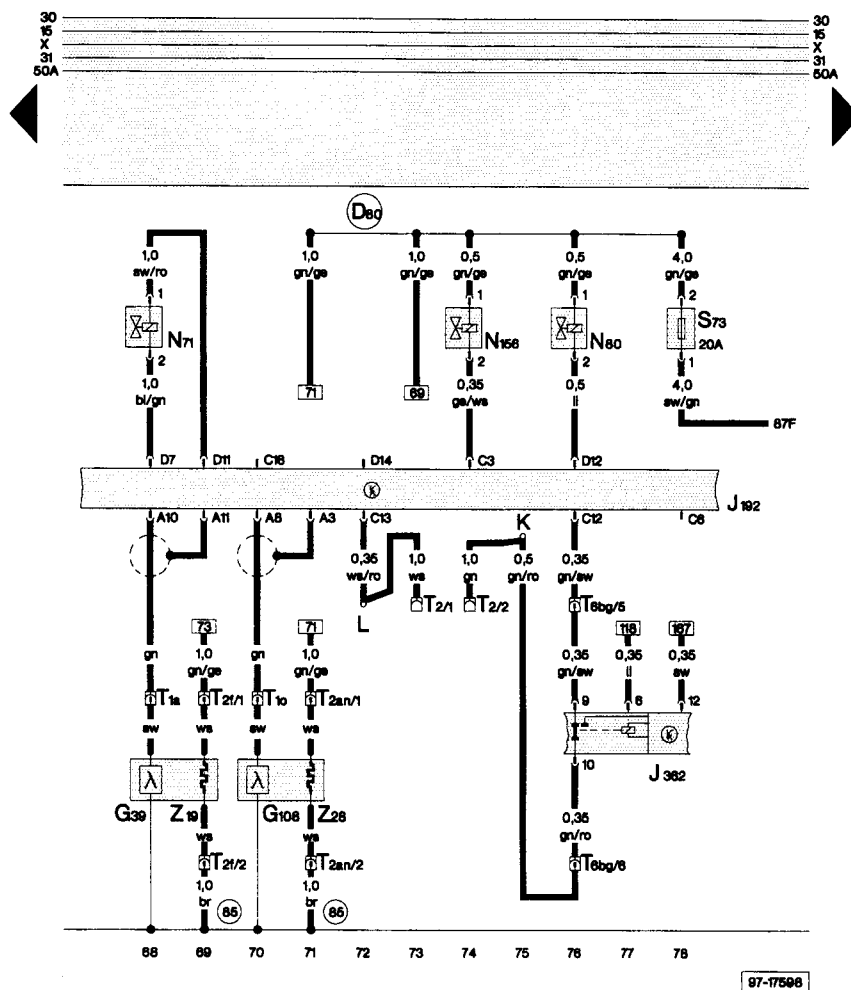 30 30
15 15
X X
31 31
50A 50A
D80
1,0 1,0 1,0 0,5 0,5 4,0
sw/ro gn/ge gn/ge gn/ge gn/ge gn/ge
1 1 1 2
N71 N156 N80 S73
20A
2 2 2 1
1,0 0,35 0,5 4,0
bl/gn 71 69 ge/ws li sw/gn
87F
D7 D11 C16 D14 C3 D12
K
J192
A10 A11 A8 A3 C13 C12 C6
K
0,35 1,0 1,0 0,5 0,35
ws/ro ws gn gn/ro gn/sw
L T2/1 T2/2 T6bg/5
73 71 118 167
gn 1,0 gn 1,0 0,35 0,35 0,35
gn/ge gn/ge gn/sw li sw
T1a T2f/1 T1o T2an/1 9 6 12
sw ws sw ws
λ λ K
10 J362
G39 Z19 G108 Z28
ws ws 0,35
gn/ro
T2f/2 T2an/2 T6bg/6
1,0 1,0
br 85 br 85
68 69 70 71 72 73 74 75 76 77 78
97-17598